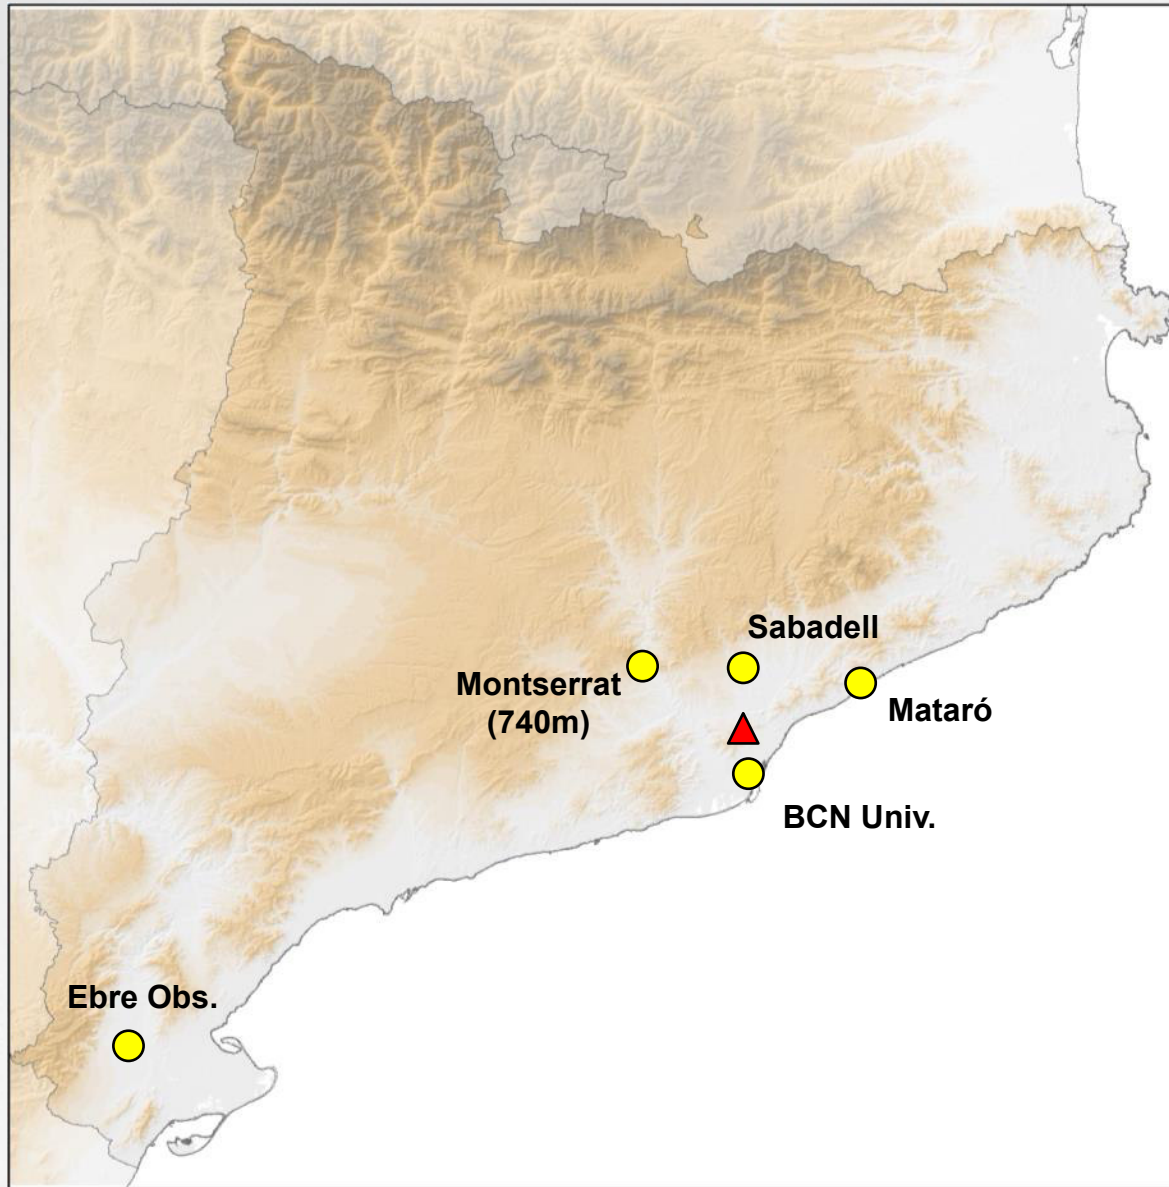 Sabadell
Montserrat
(740m)
Mataró
BCN Univ.
Ebre Obs.